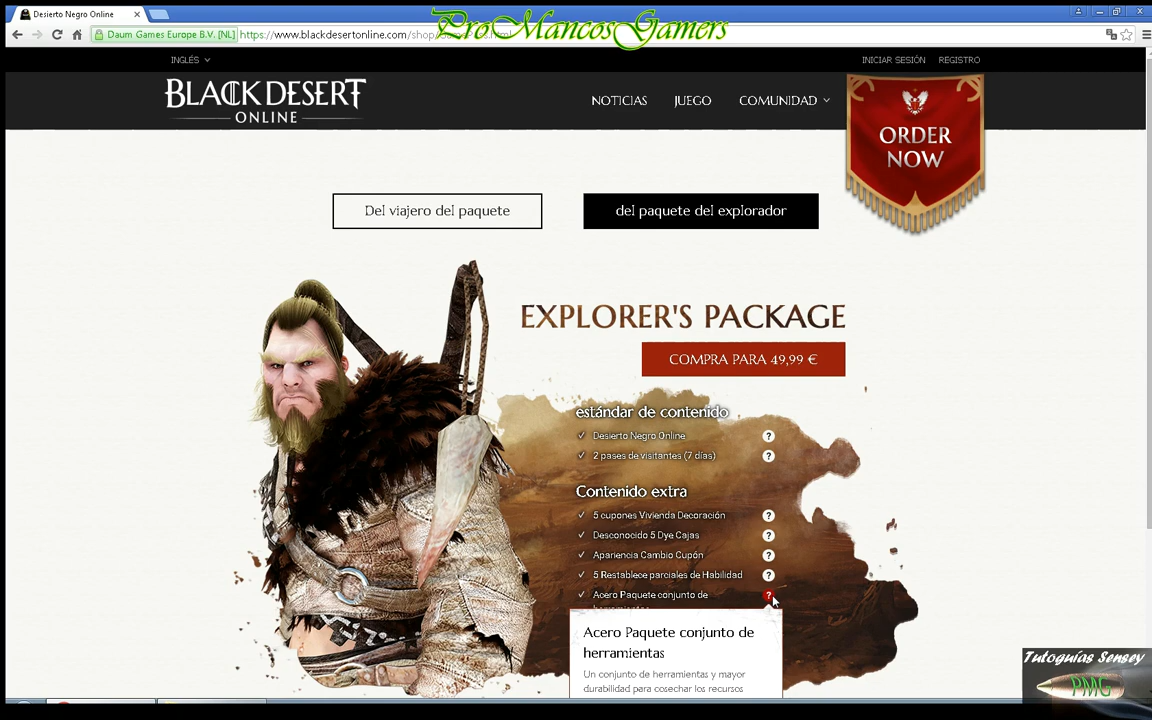 Desierto Negro Online
ProMancosGamers
Daum Games Europe B.V. [NL] https://www.blackdesertonline.com/shop/
INGLÉS
INICIAR SESIÓN REGISTRO
BLACK DESERT
ONLINE
NOTICIAS JUEGO COMUNIDAD
ORDER
NOW
Del viajero del paquete
del paquete del explorador
EXPLORER'S PACKAGE
COMPRA PARA 49,99 €
estándar de contenido
✓ Desierto Negro Online ?
✓ 2 pases de visitantes (7 días) ?
Contenido extra
✓ 5 cupones Vivienda Decoración ?
✓ Desconocido 5 Dye Cajas ?
✓ Apariencia Cambio Cupón ?
✓ 5 Restablece parciales de Habilidad ?
✓ Acero Paquete conjunto de ?
Acero Paquete conjunto de
herramientas
Un conjunto de herramientas y mayor
durabilidad para cosechar los recursos
Tutoguías Sensey
PMG